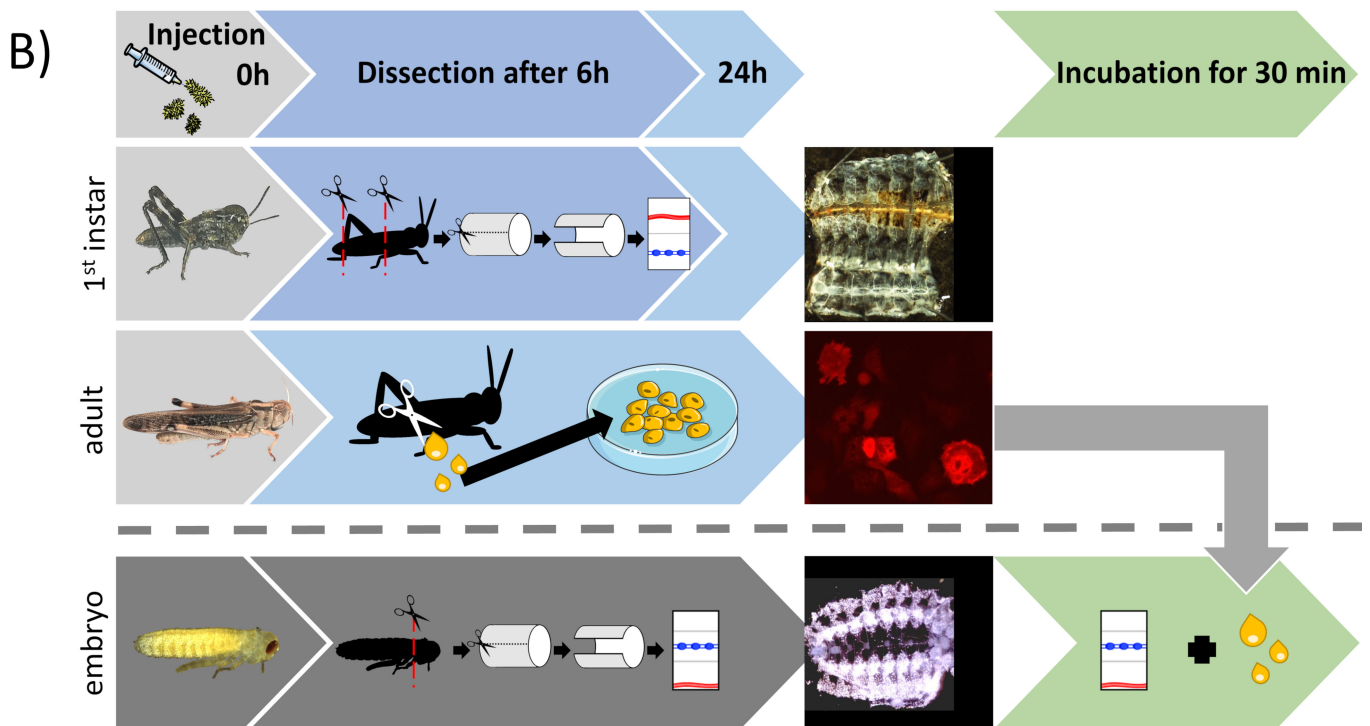 B)
Injection
0h
Dissection after 6h
24h
Incubation for 30 min
1st instar
adult
embryo